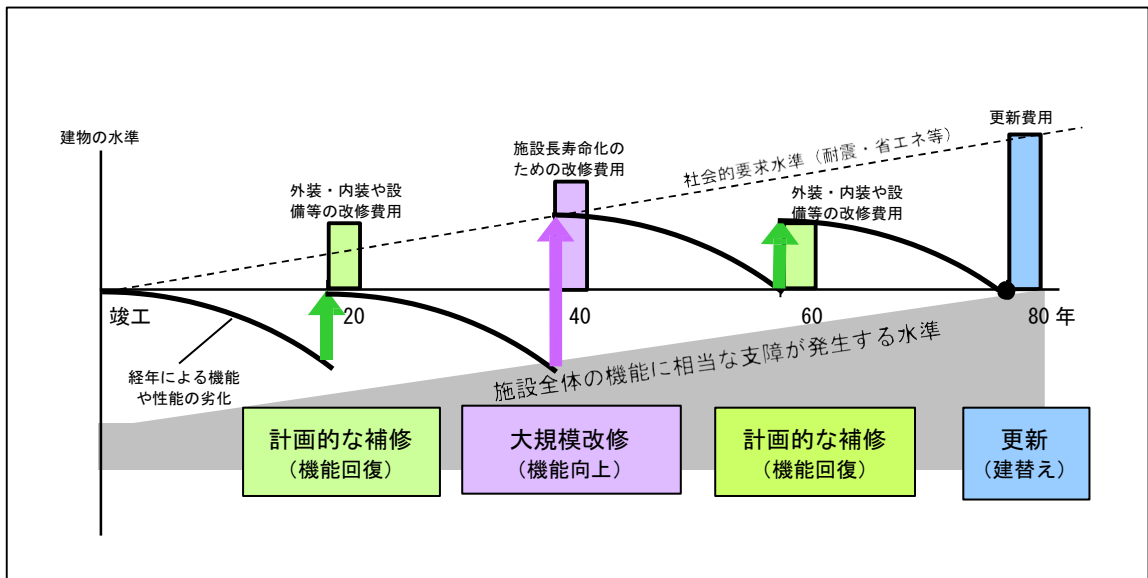 建物の水準
更新費用
施設長寿命化の
ための改修費用
社会的要求水準（耐震・省エネ等）
外装・内装や設
備等の改修費用
外装・内装や設
備等の改修費用
竣工
20
40
60
80 年
経年による機能
や性能の劣化
施設全体の機能に相当な支障が発生する水準
計画的な補修
（機能回復）
大規模改修
（機能向上）
計画的な補修
（機能回復）
更新
（建替え）